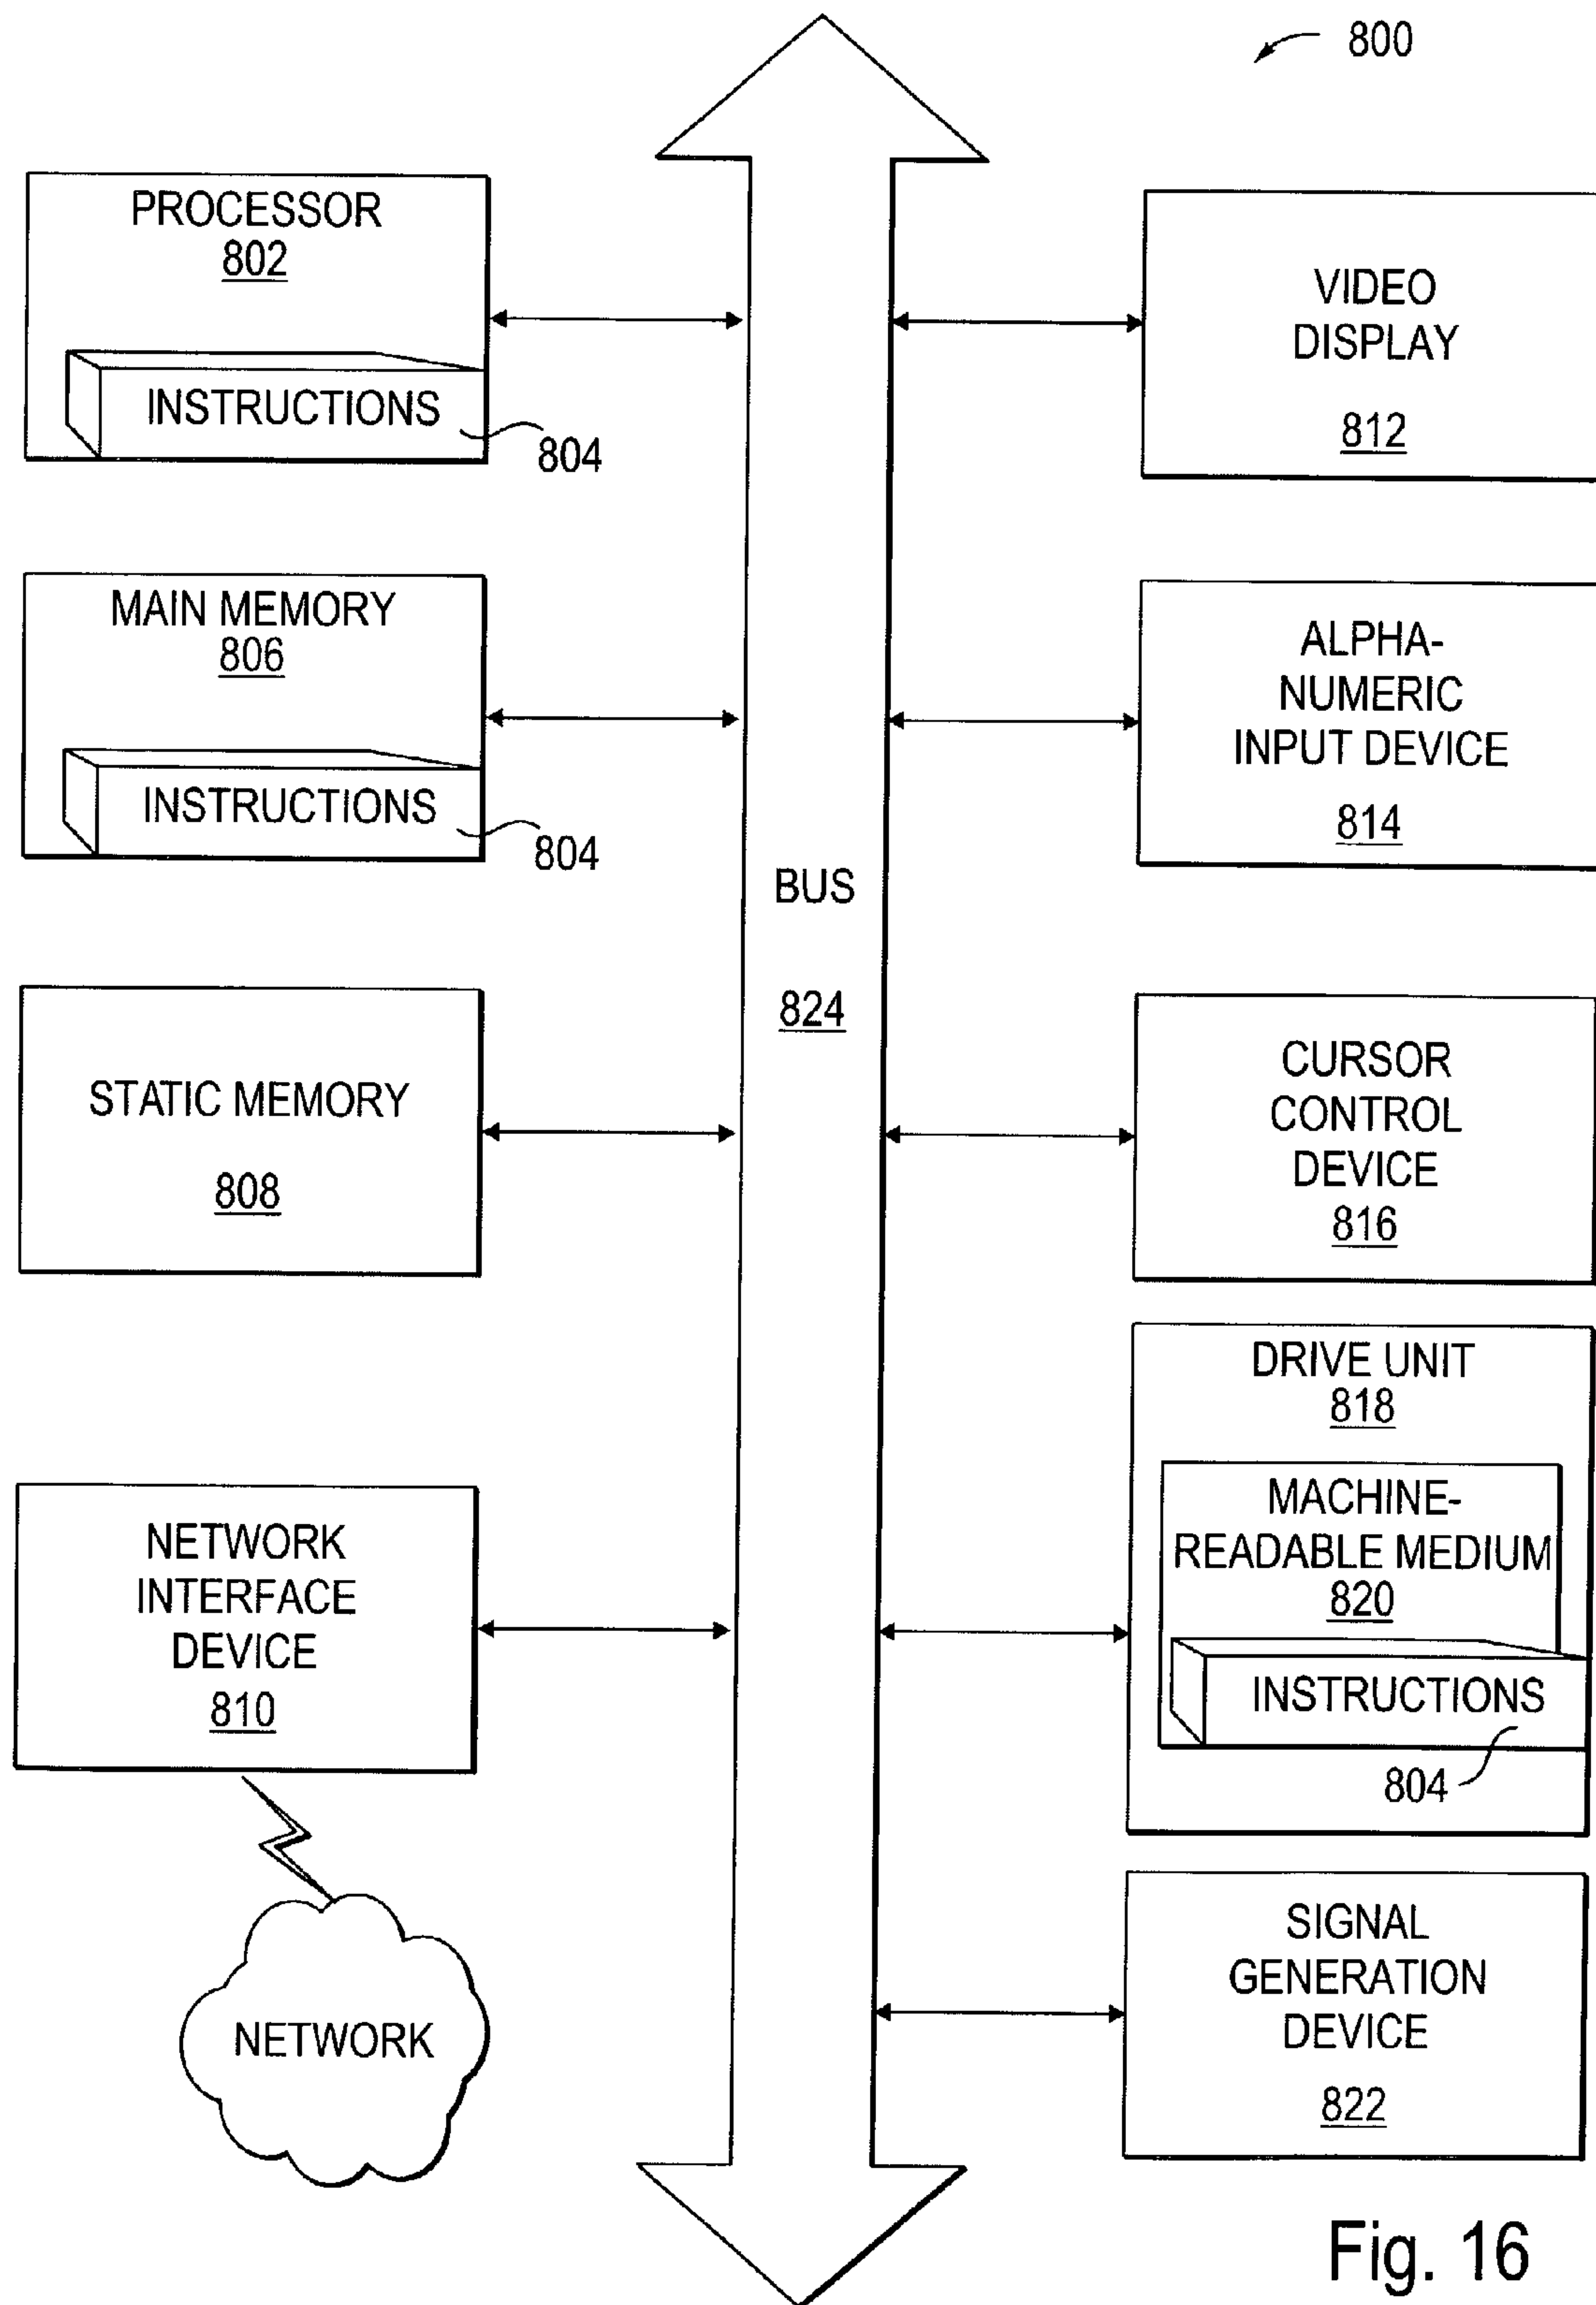 800
PROCESSOR
802
INSTRUCTIONS
804
MAIN MEMORY
806
INSTRUCTIONS
804
STATIC MEMORY
808
NETWORK
INTERFACE
DEVICE
810
NETWORK
BUS
824
VIDEO
DISPLAY
812
ALPHA-
NUMERIC
INPUT DEVICE
814
CURSOR
CONTROL
DEVICE
816
DRIVE UNIT
818
MACHINE-
READABLE MEDIUM
820
INSTRUCTIONS
804
SIGNAL
GENERATION
DEVICE
822
Fig. 16